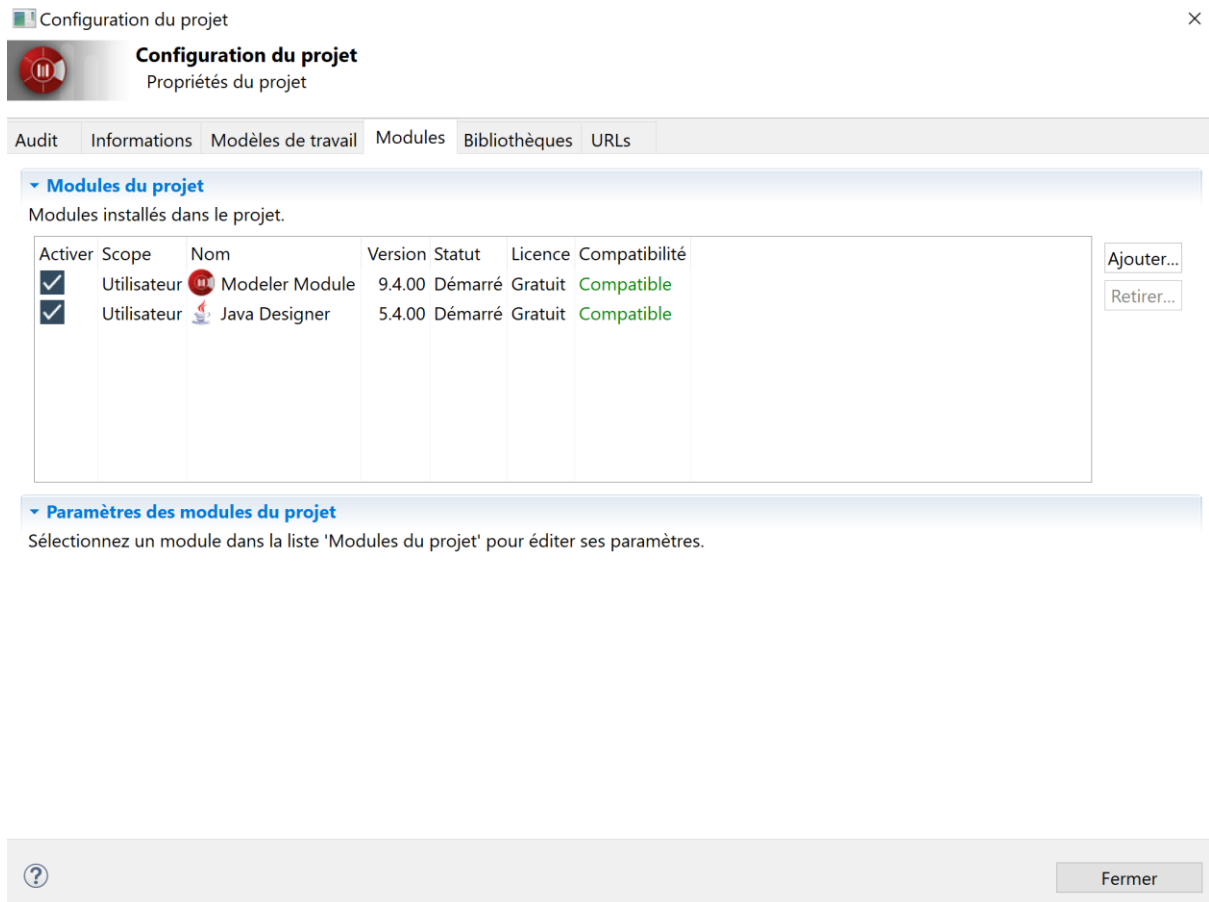 Configuration du projet
Configuration du projet
Propriétés du projet
Audit Informations Modèles de travail Modules Bibliothèques URLs
Modules du projet
Modules installés dans le projet.
Activer Scope Nom Version Statut Licence Compatibilité
Utilisateur Modeler Module 9.4.00 Démarré Gratuit Compatible
Utilisateur Java Designer 5.4.00 Démarré Gratuit Compatible
Ajouter...
Retirer...
Paramètres des modules du projet
Sélectionnez un module dans la liste 'Modules du projet' pour éditer ses paramètres.
?
Fermer